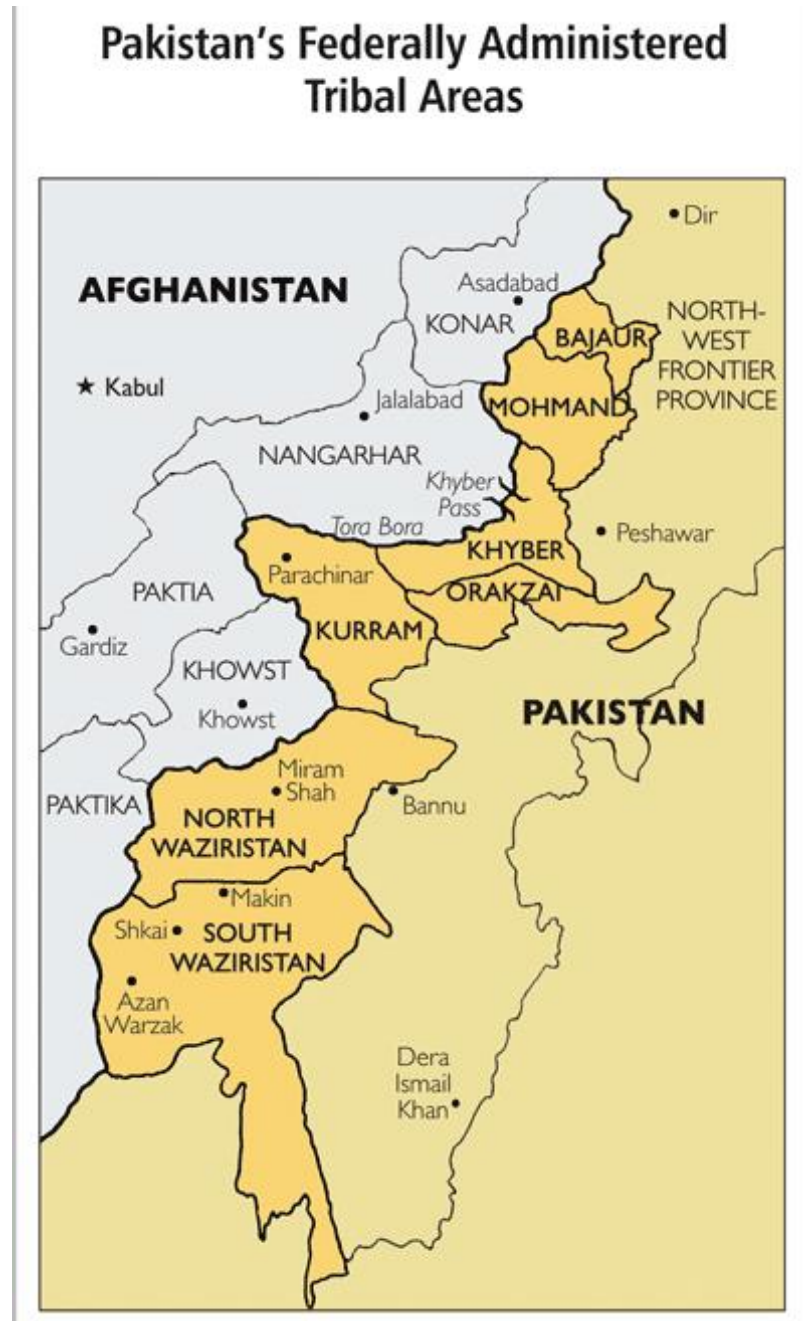 Pakistan's Federally Administered
Tribal Areas
Dir
AFGHANISTAN
Asadabad
KONAR
NORTH-
WEST
FRONTIER
PROVINCE
BAJAUR
Kabul
Jalalabad
MOHMAND
NANGARHAR
Khyber
Pass
Tora Bora
Peshawar
KHYBER
Parachinar
PAKTIA
ORAKZAI
Gardiz
KURRAM
KHOWST
Khowst
PAKISTAN
Miram
Shah
PAKTIKA
Bannu
NORTH
WAZIRISTAN
Makin
Shkai
SOUTH
WAZIRISTAN
Azan
Warzak
Dera
Ismail
Khan